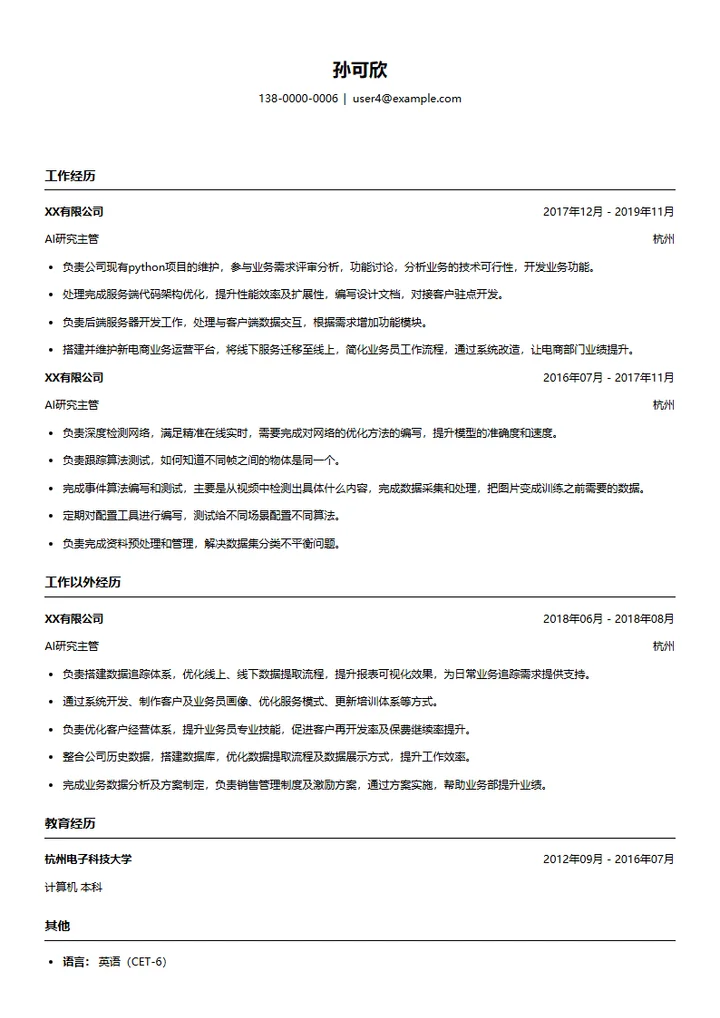 孙可欣
138-0000-0006 | user4@example.com
工作经历
XX有限公司 2017年12月 - 2019年11月
AI研究主管 杭州
• 负责公司现有python项目的维护，参与业务需求评审分析，功能讨论，分析业务的技术可行性，开发业务功能。
• 处理完成服务端代码架构优化，提升性能效率及扩展性，编写设计文档，对接客户驻点开发。
• 负责后端服务器开发工作，处理与客户端数据交互，根据需求增加功能模块。
• 搭建并维护新电商业务运营平台，将线下服务迁移至线上，简化业务员工作流程，通过系统改造，让电商部门业绩提升。
XX有限公司 2016年07月 - 2017年11月
AI研究主管 杭州
• 负责深度检测网络，满足精准在线实时，需要完成对网络的优化方法的编写，提升模型的准确度和速度。
• 负责跟踪算法测试，如何知道不同帧之间的物体是同一个。
• 完成事件算法编写和测试，主要是从视频中检测出具体什么内容，完成数据采集和处理，把图片变成训练之前需要的数据。
• 定期对配置工具进行编写，测试给不同场景配置不同算法。
• 负责完成资料预处理和管理，解决数据集分类不平衡问题。
工作以外经历
XX有限公司 2018年06月 - 2018年08月
AI研究主管 杭州
• 负责搭建数据追踪体系，优化线上、线下数据提取流程，提升报表可视化效果，为日常业务追踪需求提供支持。
• 通过系统开发、制作客户及业务员画像、优化服务模式、更新培训体系等方式。
• 负责优化客户经营体系，提升业务员专业技能，促进客户再开发率及保费继续率提升。
• 整合公司历史数据，搭建数据库，优化数据提取流程及数据展示方式，提升工作效率。
• 完成业务数据分析及方案制定，负责销售管理制度及激励方案，通过方案实施，帮助业务部提升业绩。
教育经历
杭州电子科技大学 2012年09月 - 2016年07月
计算机 本科
其他
• 语言： 英语（CET-6）